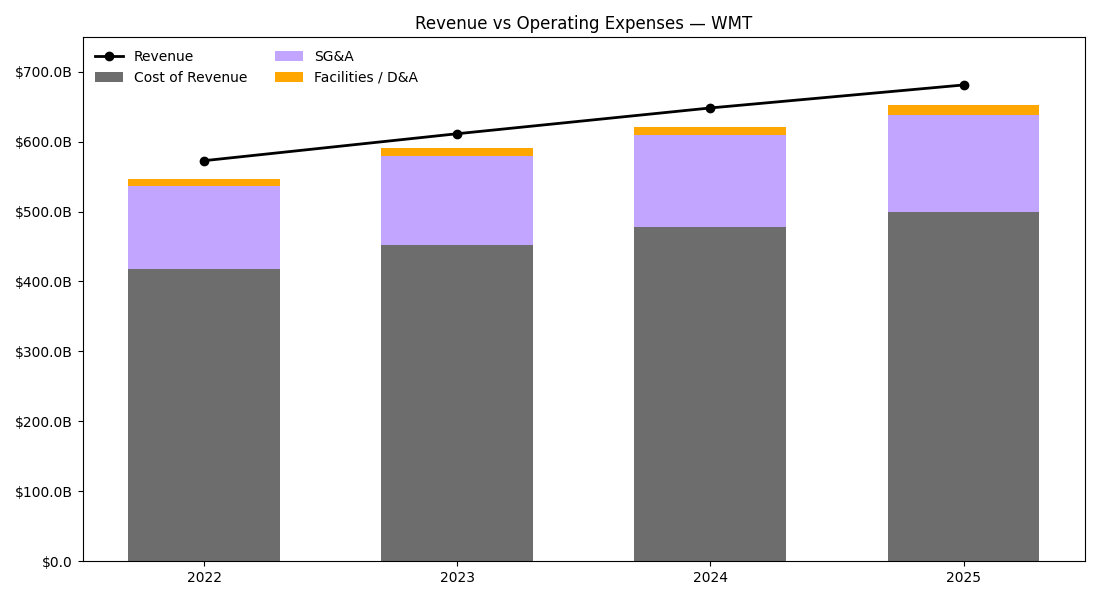 Revenue vs Operating Expenses — WMT
Revenue
Cost of Revenue
SG&A
Facilities / D&A
$700.0B
$600.0B
$500.0B
$400.0B
$300.0B
$200.0B
$100.0B
$0.0
2022 2023 2024 2025